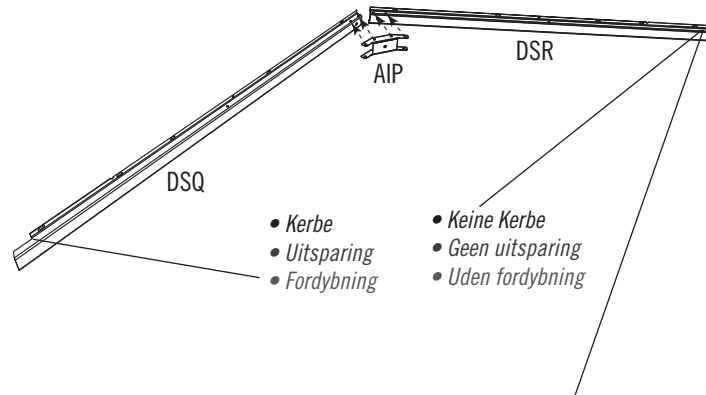 AIP
DSR
DSQ
• Kerbe
• Uitsparing
• Fordybning
• Keine Kerbe
• Geen uitsparing
• Uden fordybning